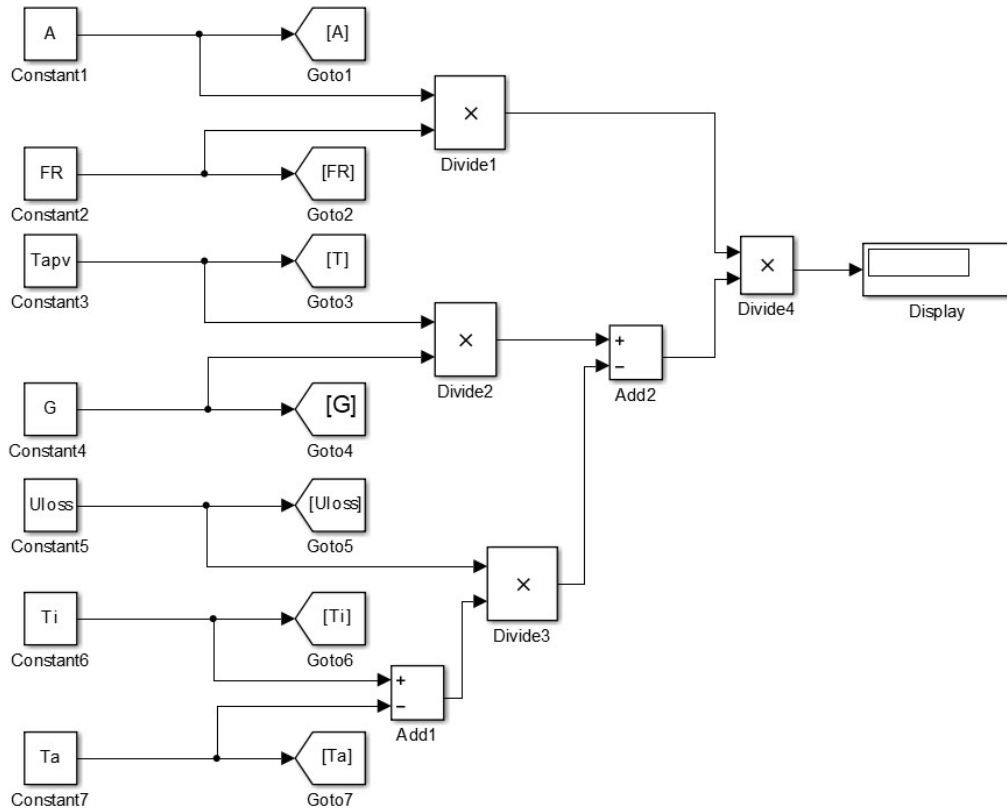 A
Constant1
[A]
Goto1
×
Divide1
FR
Constant2
[FR]
Goto2
Tapv
Constant3
[T]
Goto3
×
Divide4
Display
×
Divide2
+
−
Add2
G
Constant4
[G]
Goto4
Uloss
Constant5
[Uloss]
Goto5
×
Divide3
Ti
Constant6
[Ti]
Goto6
+
−
Add1
Ta
Constant7
[Ta]
Goto7